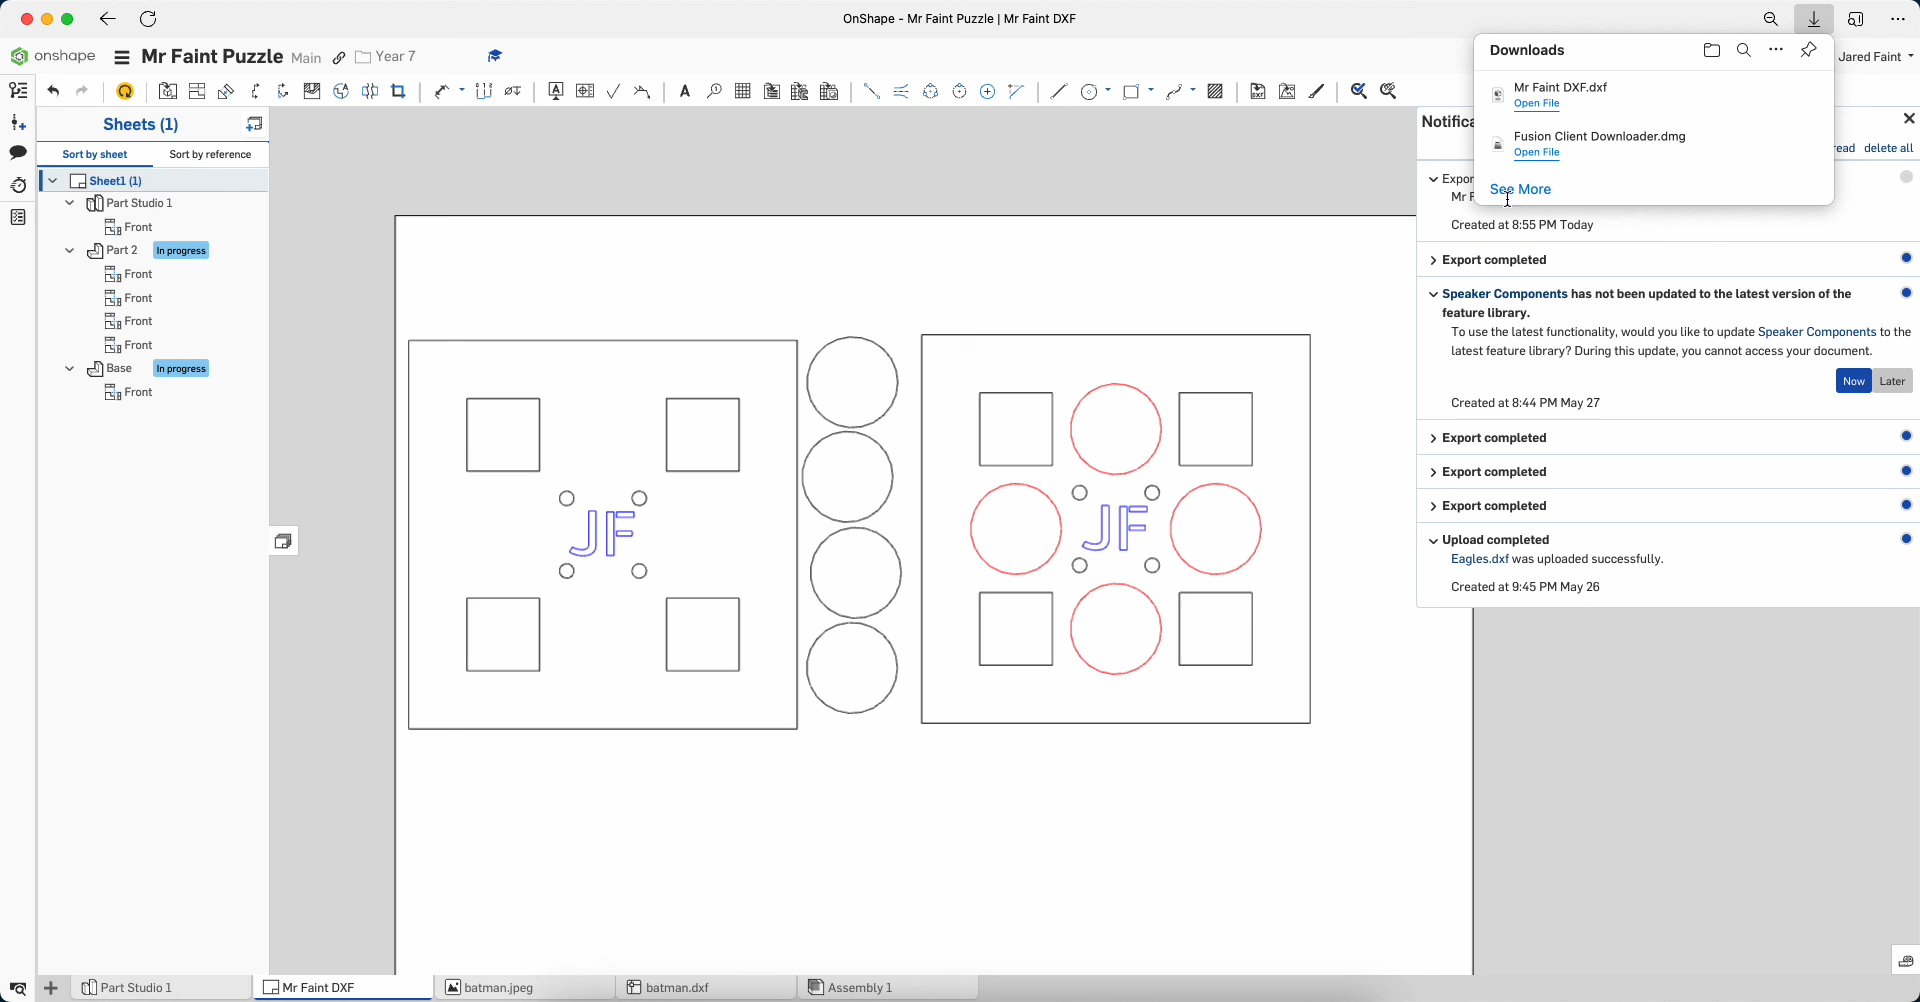 OnShape - Mr Faint Puzzle | Mr Faint DXF
onshape
Mr Faint Puzzle
Main
Year 7
Jared Faint
Sheets (1)
Sort by sheet
Sort by reference
Sheet1 (1)
Part Studio 1
Front
Part 2
In progress
Front
Front
Front
Front
Base
In progress
Front
JF
JF
Downloads
Mr Faint DXF.dxf
Open File
Fusion Client Downloader.dmg
Open File
See More
Notifica
read
delete all
Expor
Mr F
Created at 8:55 PM Today
Export completed
Speaker Components has not been updated to the latest version of the
feature library.
To use the latest functionality, would you like to update Speaker Components to the
latest feature library? During this update, you cannot access your document.
Now
Later
Created at 8:44 PM May 27
Export completed
Export completed
Export completed
Upload completed
Eagles.dxf was uploaded successfully.
Created at 9:45 PM May 26
Part Studio 1
Mr Faint DXF
batman.jpeg
batman.dxf
Assembly 1